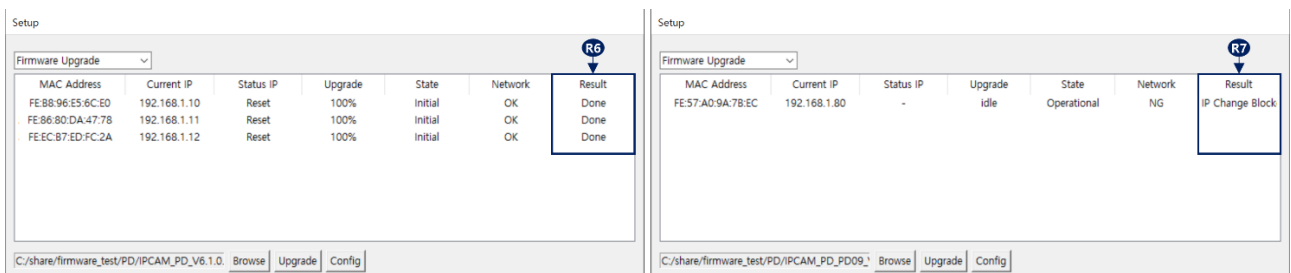 Setup
R6
Firmware Upgrade
MAC Address Current IP Status IP Upgrade State Network Result
FE:B8:96:E5:6C:E0 192.168.1.10 Reset 100% Initial OK Done
FE:86:80:DA:47:78 192.168.1.11 Reset 100% Initial OK Done
FE:EC:B7:ED:FC:2A 192.168.1.12 Reset 100% Initial OK Done
C:/share/firmware_test/PD/IPCAM_PD_V6.1.0. Browse Upgrade Config
Setup
R7
Firmware Upgrade
MAC Address Current IP Status IP Upgrade State Network Result
FE:57:A0:9A:7B:EC 192.168.1.80 - idle Operational NG IP Change Block
C:/share/firmware_test/PD/IPCAM_PD_PD09_ Browse Upgrade Config